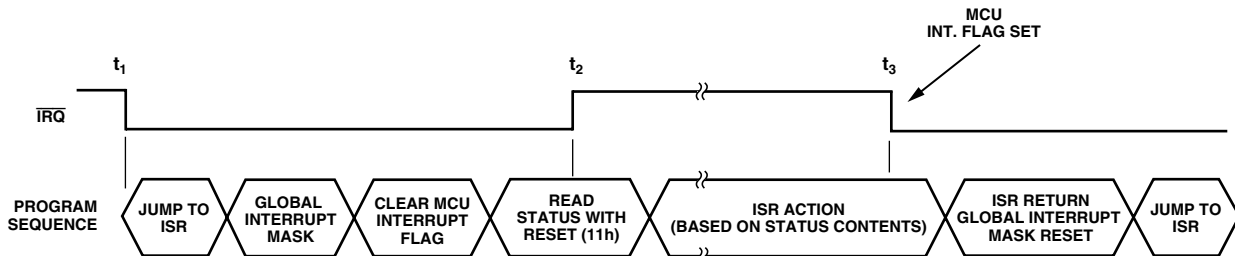 MCU
INT. FLAG SET
t1
t2
t3
IRQ
PROGRAM
SEQUENCE
JUMP TO
ISR
GLOBAL
INTERRUPT
MASK
CLEAR MCU
INTERRUPT
FLAG
READ
STATUS WITH
RESET (11h)
ISR ACTION
(BASED ON STATUS CONTENTS)
ISR RETURN
GLOBAL INTERRUPT
MASK RESET
JUMP TO
ISR